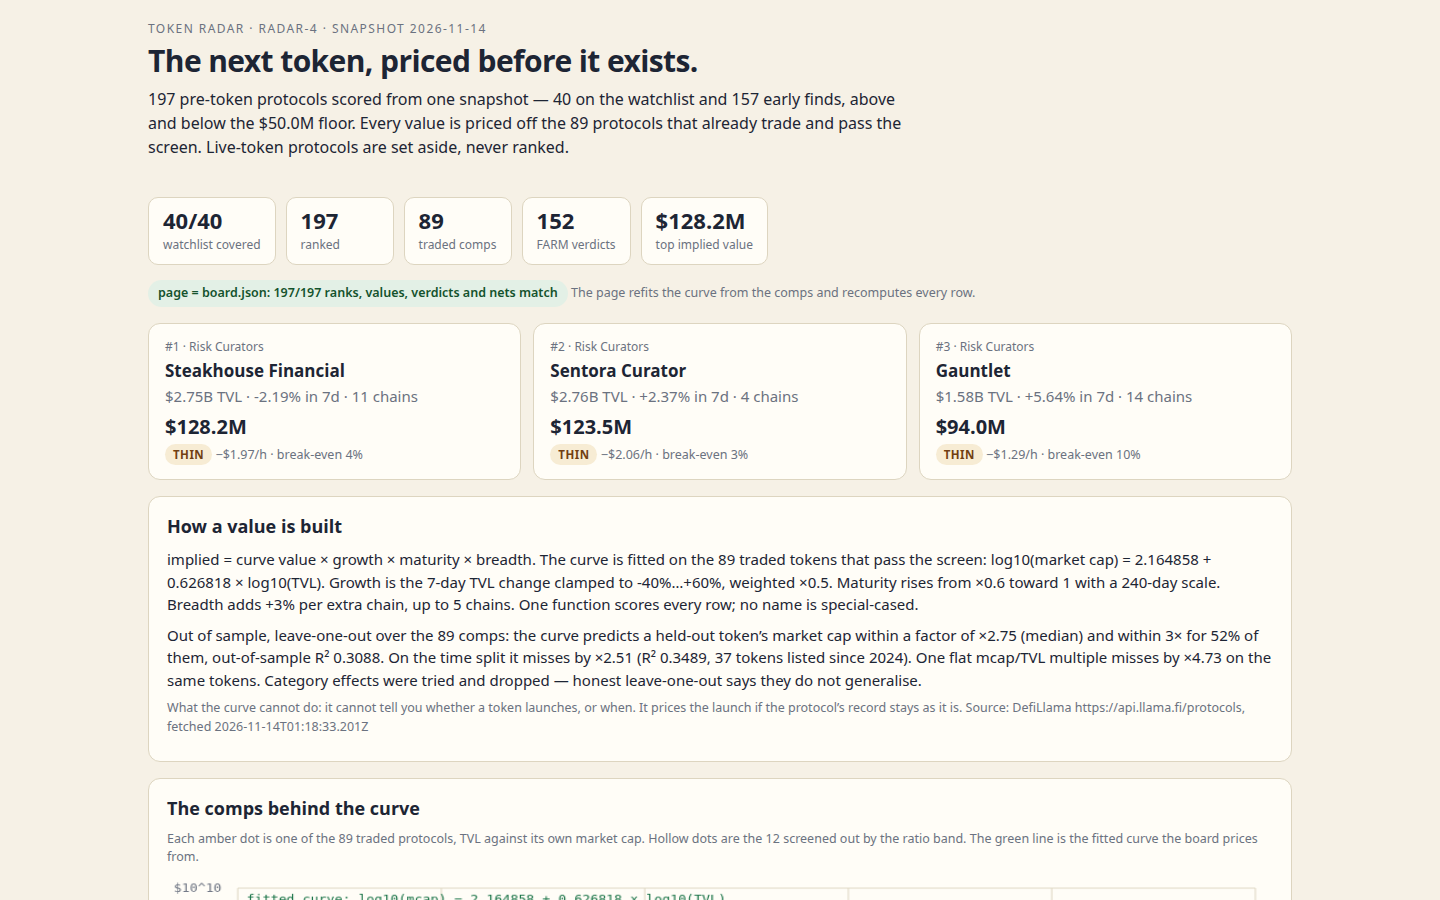 TOKEN RADAR · RADAR-4 · SNAPSHOT 2026-11-14
The next token, priced before it exists.
197 pre-token protocols scored from one snapshot — 40 on the watchlist and 157 early finds, above
and below the $50.0M floor. Every value is priced off the 89 protocols that already trade and pass the
screen. Live-token protocols are set aside, never ranked.
40/40
watchlist covered
197
ranked
89
traded comps
152
FARM verdicts
$128.2M
top implied value
page = board.json: 197/197 ranks, values, verdicts and nets match The page refits the curve from the comps and recomputes every row.
#1 · Risk Curators
Steakhouse Financial
$2.75B TVL · -2.19% in 7d · 11 chains
$128.2M
THIN −$1.97/h · break-even 4%
#2 · Risk Curators
Sentora Curator
$2.76B TVL · +2.37% in 7d · 4 chains
$123.5M
THIN −$2.06/h · break-even 3%
#3 · Risk Curators
Gauntlet
$1.58B TVL · +5.64% in 7d · 14 chains
$94.0M
THIN −$1.29/h · break-even 10%
How a value is built
implied = curve value × growth × maturity × breadth. The curve is fitted on the 89 traded tokens that pass the screen: log10(market cap) = 2.164858 +
0.626818 × log10(TVL). Growth is the 7-day TVL change clamped to -40%…+60%, weighted ×0.5. Maturity rises from ×0.6 toward 1 with a 240-day scale.
Breadth adds +3% per extra chain, up to 5 chains. One function scores every row; no name is special-cased.
Out of sample, leave-one-out over the 89 comps: the curve predicts a held-out token’s market cap within a factor of ×2.75 (median) and within 3× for 52% of
them, out-of-sample R² 0.3088. On the time split it misses by ×2.51 (R² 0.3489, 37 tokens listed since 2024). One flat mcap/TVL multiple misses by ×4.73 on the
same tokens. Category effects were tried and dropped — honest leave-one-out says they do not generalise.
What the curve cannot do: it cannot tell you whether a token launches, or when. It prices the launch if the protocol’s record stays as it is. Source: DefiLlama https://api.llama.fi/protocols,
fetched 2026-11-14T01:18:33.201Z
The comps behind the curve
Each amber dot is one of the 89 traded protocols, TVL against its own market cap. Hollow dots are the 12 screened out by the ratio band. The green line is the fitted curve the board prices
from.
$10^10
fitted curve: log10(mcap) = 2.164858 + 0.626818 × log10(TVL)